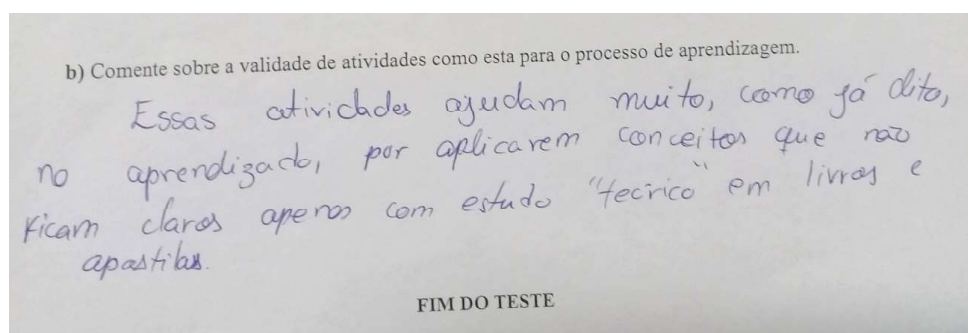 b) Comente sobre a validade de atividades como esta para o processo de aprendizagem.
Essas atividades ajudam muito, como já dito,
no aprendizado, por aplicarem conceitos que não
ficam claros apenas com estudo "teórico" em livros e
apostilas.
FIM DO TESTE